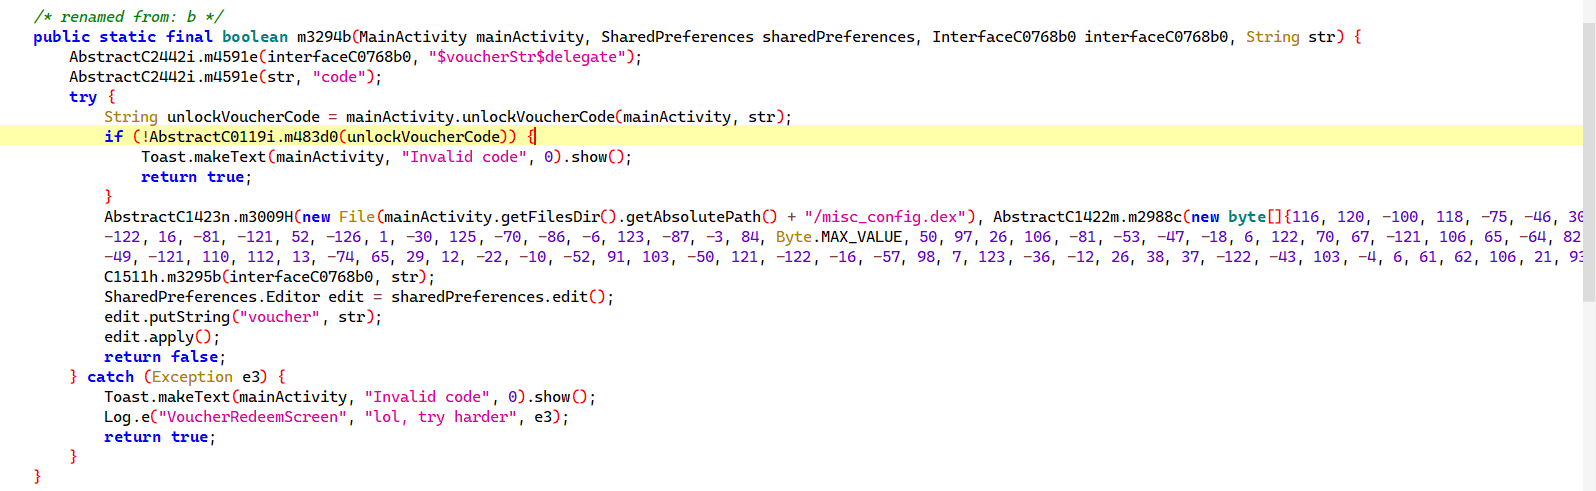 /* renamed from: b */
public static final boolean m3294b(MainActivity mainActivity, SharedPreferences sharedPreferences, InterfaceC0768b0 interfaceC0768b0, String str) {
AbstractC2442i.m4591e(interfaceC0768b0, "$voucherStr$delegate");
AbstractC2442i.m4591e(str, "code");
try {
String unlockVoucherCode = mainActivity.unlockVoucherCode(mainActivity, str);
if (!AbstractC0119i.m483d0(unlockVoucherCode)) {
Toast.makeText(mainActivity, "Invalid code", 0).show();
return true;
}
AbstractC1423n.m3009H(new File(mainActivity.getFilesDir().getAbsolutePath() + "/misc_config.dex"), AbstractC1422m.m2988c(new byte[]{116, 120, -100, 118, -75, -46, 30
-122, 16, -81, -121, 52, -126, 1, -30, 125, -70, -86, -6, 123, -87, -3, 84, Byte.MAX_VALUE, 50, 97, 26, 106, -81, -53, -47, -18, 6, 122, 70, 67, -121, 106, 65, -64, 82
-49, -121, 110, 112, 13, -74, 65, 29, 12, -22, -10, -52, 91, 103, -50, 121, -122, -16, -57, 98, 7, 123, -36, -12, 26, 38, 37, -122, -43, 103, -4, 6, 61, 62, 106, 21, 93
C1511h.m3295b(interfaceC0768b0, str);
SharedPreferences.Editor edit = sharedPreferences.edit();
edit.putString("voucher", str);
edit.apply();
return false;
} catch (Exception e3) {
Toast.makeText(mainActivity, "Invalid code", 0).show();
Log.e("VoucherRedeemScreen", "lol, try harder", e3);
return true;
}
}